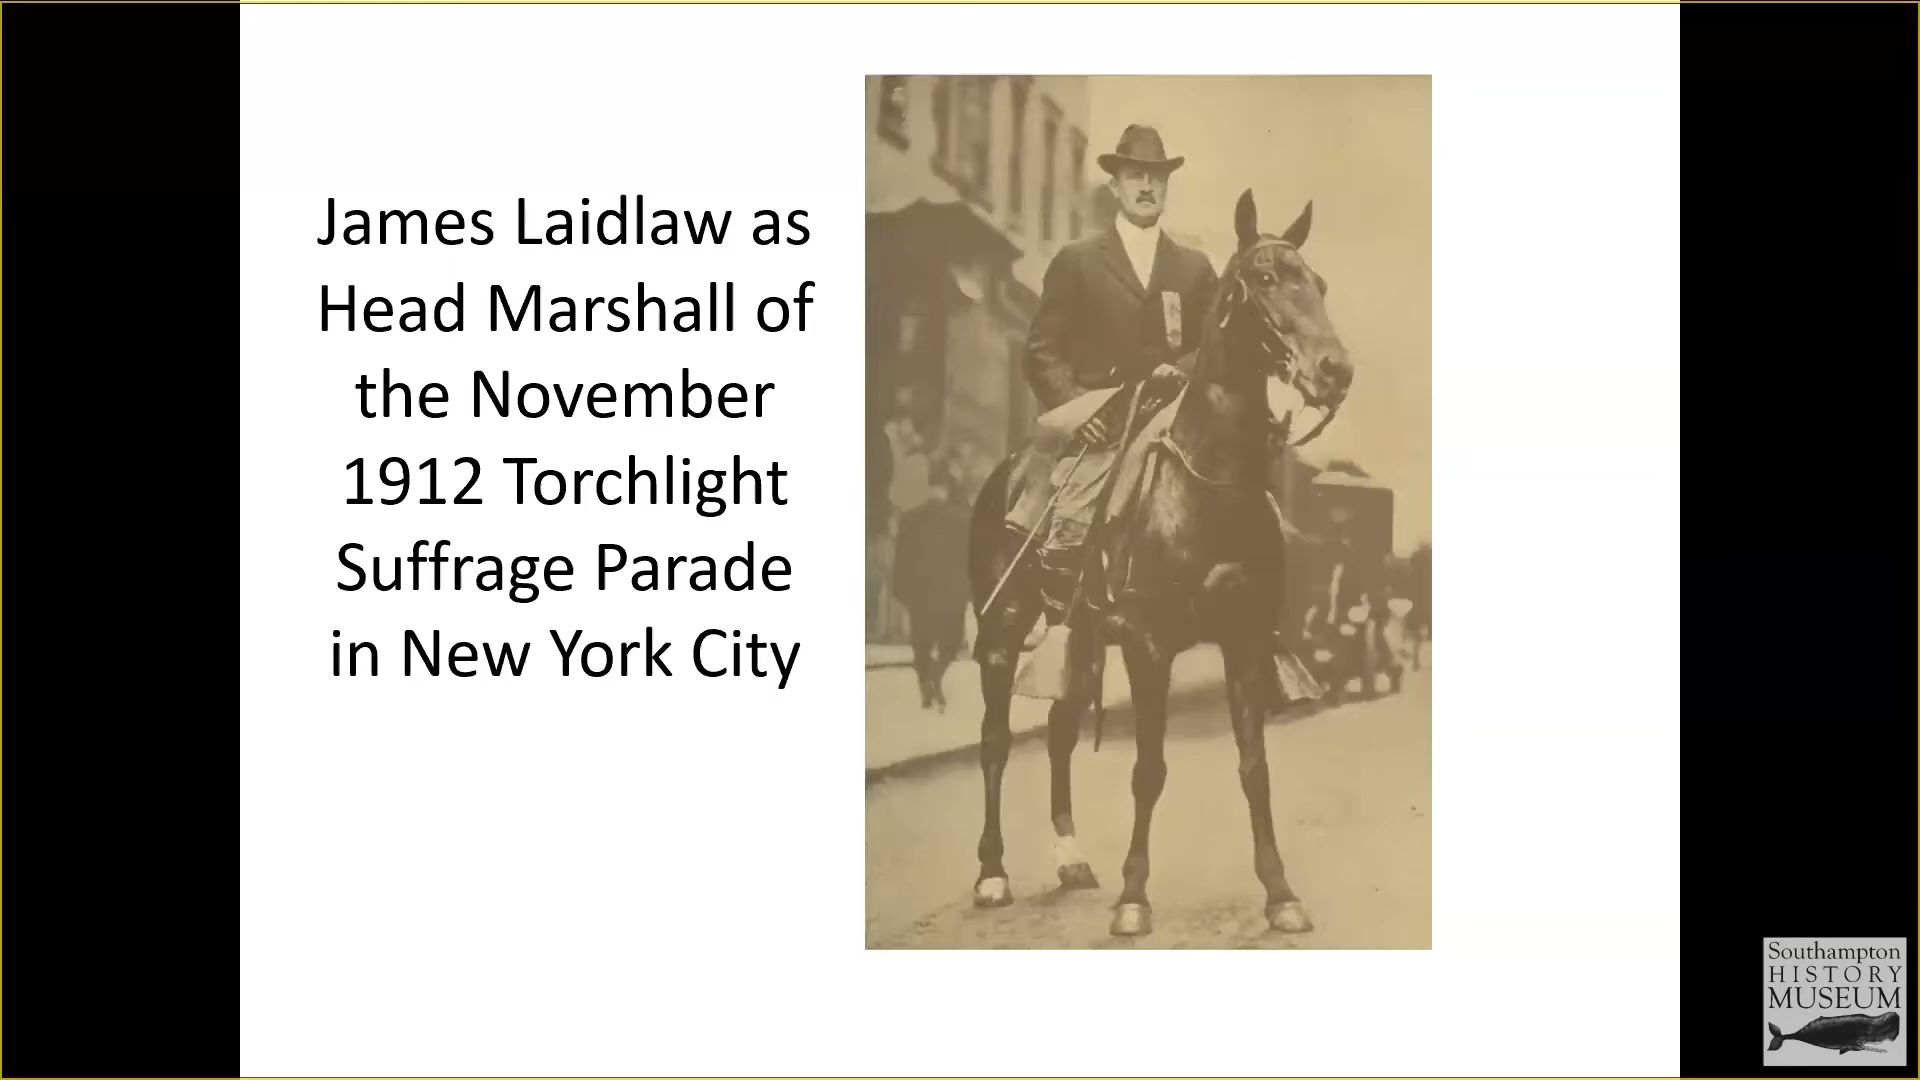 James Laidlaw as
Head Marshall of
the November
1912 Torchlight
Suffrage Parade
in New York City
Southampton
HISTORY
MUSEUM